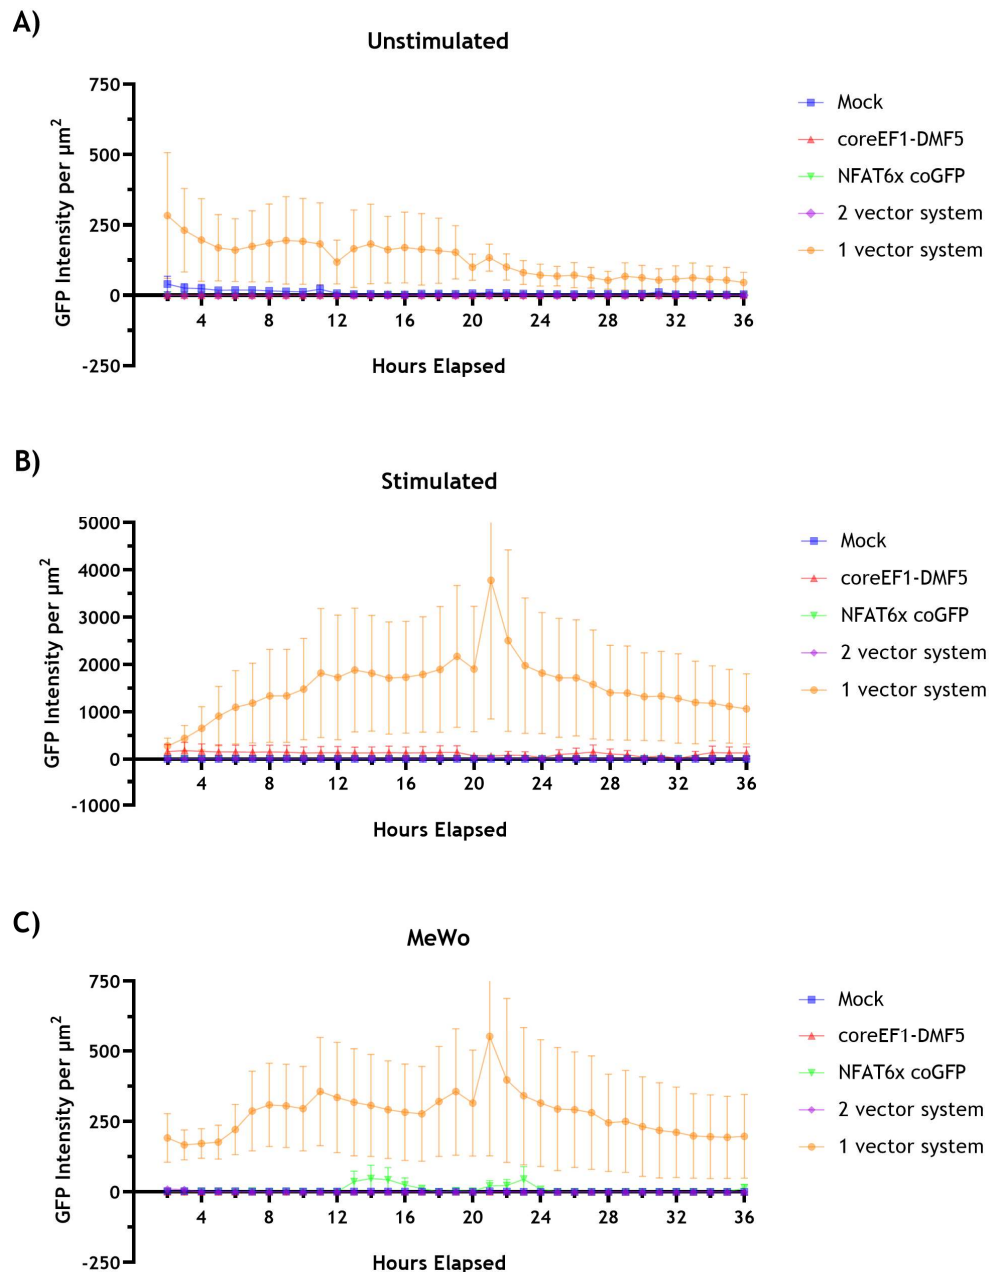 A)
Unstimulated
750
500
250
0
-250
GFP Intensity per µm2
4 8 12 16 20 24 28 32 36
Hours Elapsed
Mock
coreEF1-DMF5
NFAT6x coGFP
2 vector system
1 vector system
B)
Stimulated
5000
4000
3000
2000
1000
0
-1000
GFP Intensity per µm2
4 8 12 16 20 24 28 32 36
Hours Elapsed
Mock
coreEF1-DMF5
NFAT6x coGFP
2 vector system
1 vector system
C)
MeWo
750
500
250
0
-250
GFP Intensity per µm2
4 8 12 16 20 24 28 32 36
Hours Elapsed
Mock
coreEF1-DMF5
NFAT6x coGFP
2 vector system
1 vector system